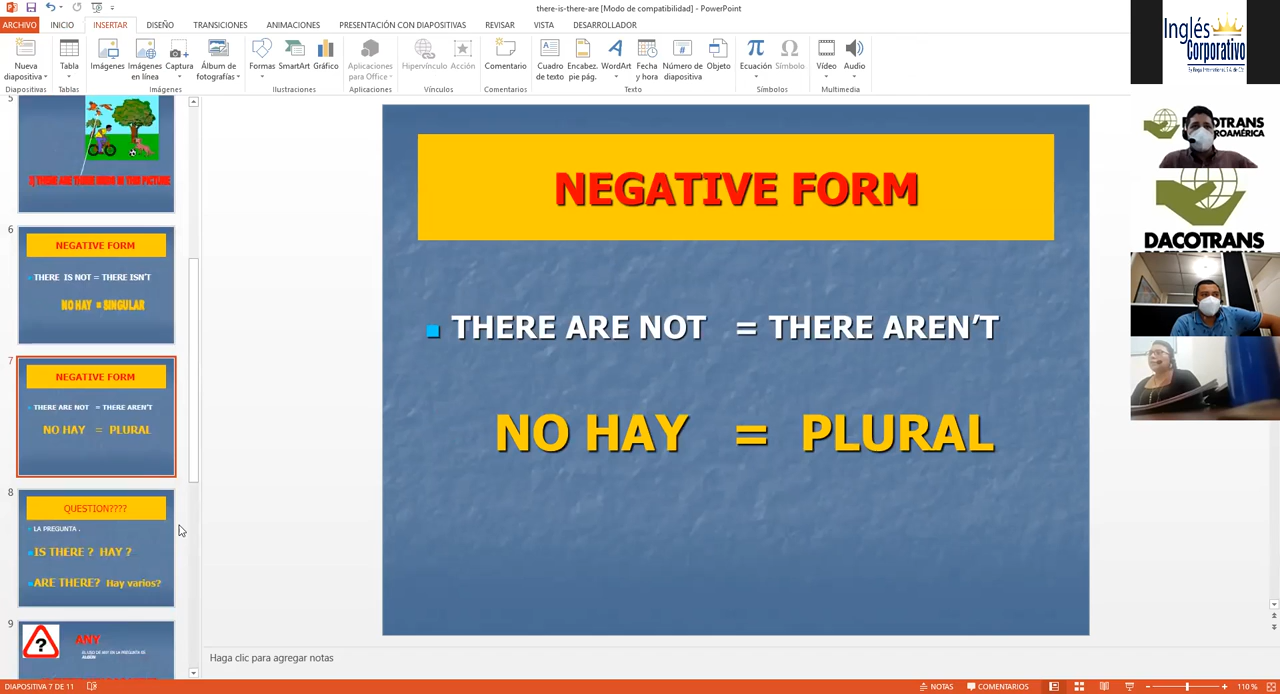 there-is-there-are [Modo de compatibilidad] - PowerPoint
ARCHIVO INICIO INSERTAR DISEÑO TRANSICIONES ANIMACIONES PRESENTACIÓN CON DIAPOSITIVAS REVISAR VISTA DESARROLLADOR
Nueva diapositiva
Tabla
Imágenes
Imágenes en línea
Captura
Álbum de fotografías
Formas
SmartArt
Gráfico
Aplicaciones para Office
Hipervínculo
Acción
Comentario
Cuadro de texto
Encabez. pie pág.
WordArt
Fecha y hora
Número de diapositiva
Objeto
Ecuación
Símbolo
Vídeo
Audio
Diapositivas Tablas Imágenes Ilustraciones Aplicaciones Vínculos Comentarios Texto Símbolos Multimedia
5
6
NEGATIVE FORM
THERE IS NOT = THERE ISN'T
NO HAY = SINGULAR
7
NEGATIVE FORM
THERE ARE NOT = THERE AREN'T
NO HAY = PLURAL
8
QUESTION????
LA PREGUNTA .
IS THERE ? HAY ?
ARE THERE? Hay varios?
9
?
ANY
NEGATIVE FORM
THERE ARE NOT = THERE AREN'T
NO HAY = PLURAL
Haga clic para agregar notas
DIAPOSITIVA 7 DE 11
NOTAS COMENTARIOS
110 %
Inglés
Corporativo
DACOTRANS